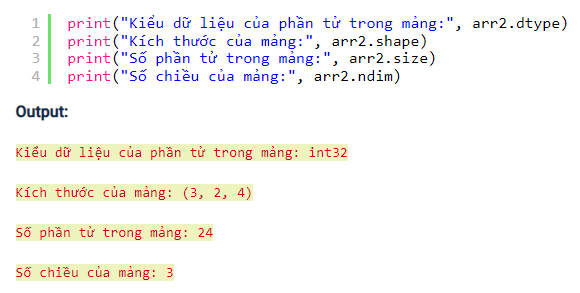 1 print("Kiểu dữ liệu của phần tử trong mảng:", arr2.dtype)
2 print("Kích thước của mảng:", arr2.shape)
3 print("Số phần tử trong mảng:", arr2.size)
4 print("Số chiều của mảng:", arr2.ndim)
Output:
Kiểu dữ liệu của phần tử trong mảng: int32
Kích thước của mảng: (3, 2, 4)
Số phần tử trong mảng: 24
Số chiều của mảng: 3